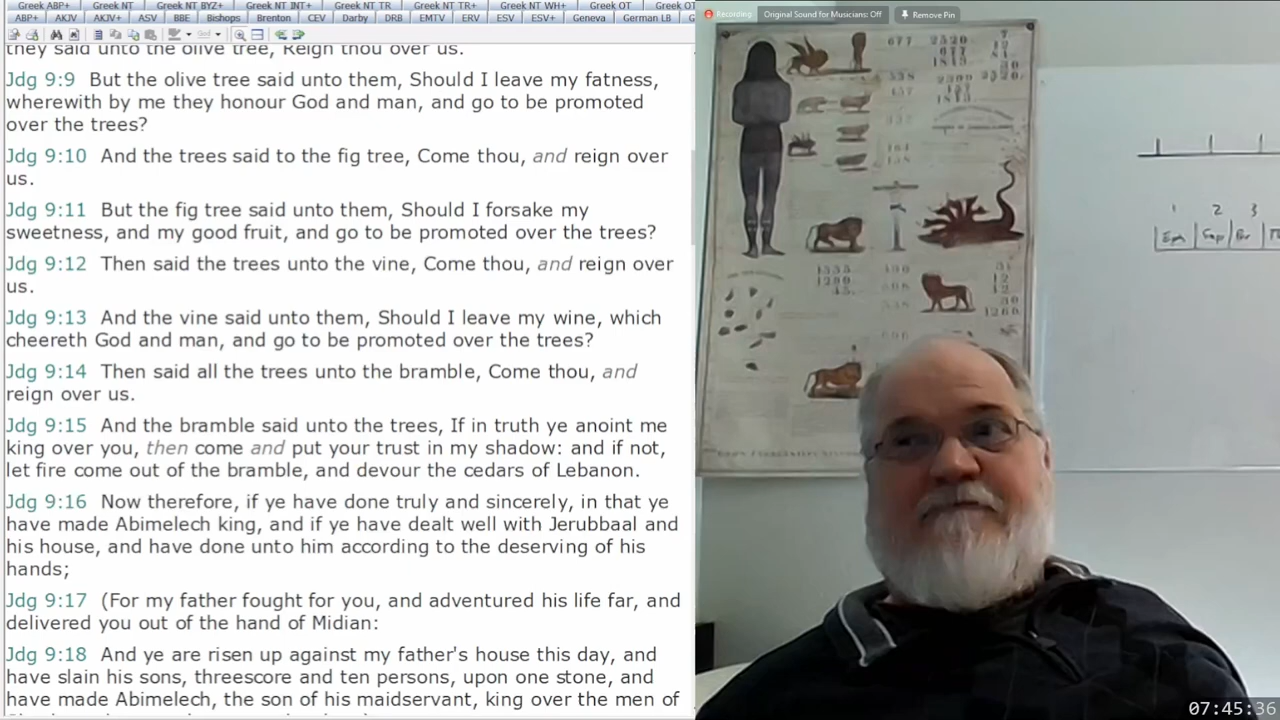 Greek ABP+ Greek NT Greek NT BYZ+ Greek NT INT+ Greek NT TR Greek NT TR+ Greek NT WH+ Greek OT Greek OT
ABP+ AKJV AKJV+ ASV BBE Bishops Brenton CEV Darby DRB EMTV ERV ESV ESV+ Geneva German LB
they said unto the olive tree, Reign thou over us.
Jdg 9:9 But the olive tree said unto them, Should I leave my fatness,
wherewith by me they honour God and man, and go to be promoted
over the trees?
Jdg 9:10 And the trees said to the fig tree, Come thou, and reign over
us.
Jdg 9:11 But the fig tree said unto them, Should I forsake my
sweetness, and my good fruit, and go to be promoted over the trees?
Jdg 9:12 Then said the trees unto the vine, Come thou, and reign over
us.
Jdg 9:13 And the vine said unto them, Should I leave my wine, which
cheereth God and man, and go to be promoted over the trees?
Jdg 9:14 Then said all the trees unto the bramble, Come thou, and
reign over us.
Jdg 9:15 And the bramble said unto the trees, If in truth ye anoint me
king over you, then come and put your trust in my shadow: and if not,
let fire come out of the bramble, and devour the cedars of Lebanon.
Jdg 9:16 Now therefore, if ye have done truly and sincerely, in that ye
have made Abimelech king, and if ye have dealt well with Jerubbaal and
his house, and have done unto him according to the deserving of his
hands;
Jdg 9:17 (For my father fought for you, and adventured his life far, and
delivered you out of the hand of Midian:
Jdg 9:18 And ye are risen up against my father's house this day, and
have slain his sons, threescore and ten persons, upon one stone, and
have made Abimelech, the son of his maidservant, king over the men of
Recording
Original Sound for Musicians: Off
Remove Pin
677 2520
677
1843
538
457
1335
1290
45
1260
1 2 3
07:45:36